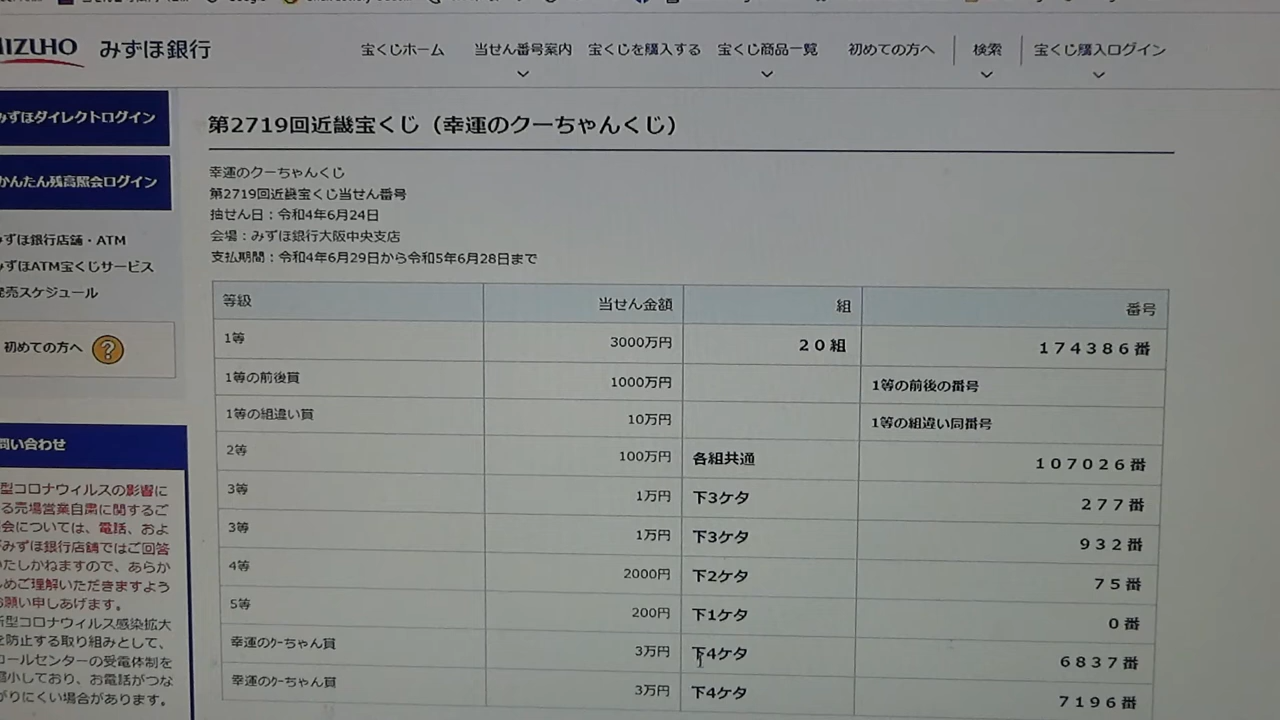 MIZUHO みずほ銀行
宝くじホーム 当せん番号案内 宝くじを購入する 宝くじ商品一覧 初めての方へ 検索 宝くじ購入ログイン
みずほダイレクトログイン
かんたん残高照会ログイン
みずほ銀行店舗・ATM
みずほATM宝くじサービス
発売スケジュール
初めての方へ ?
問い合わせ
型コロナウィルスの影響に
る売場営業自粛に関するご
会については、電話、およ
みずほ銀行店舗ではご回答
たしかねますので、あらか
めご理解いただきますよう
お願い申しあげます。
新型コロナウィルス感染拡大
を防止する取り組みとして、
コールセンターの受電体制を
縮小しており、お電話がつな
がりにくい場合があります。
第2719回近畿宝くじ（幸運のクーちゃんくじ）
幸運のクーちゃんくじ
第2719回近畿宝くじ当せん番号
抽せん日：令和4年6月24日
会場：みずほ銀行大阪中央支店
支払期間：令和4年6月29日から令和5年6月28日まで
等級 当せん金額 組 番号
1等 3000万円 20組 174386番
1等の前後賞 1000万円 1等の前後の番号
1等の組違い賞 10万円 1等の組違い同番号
2等 100万円 各組共通 107026番
3等 1万円 下3ケタ 277番
3等 1万円 下3ケタ 932番
4等 2000円 下2ケタ 75番
5等 200円 下1ケタ 0番
幸運のクーちゃん賞 3万円 下4ケタ 6837番
幸運のクーちゃん賞 3万円 下4ケタ 7196番